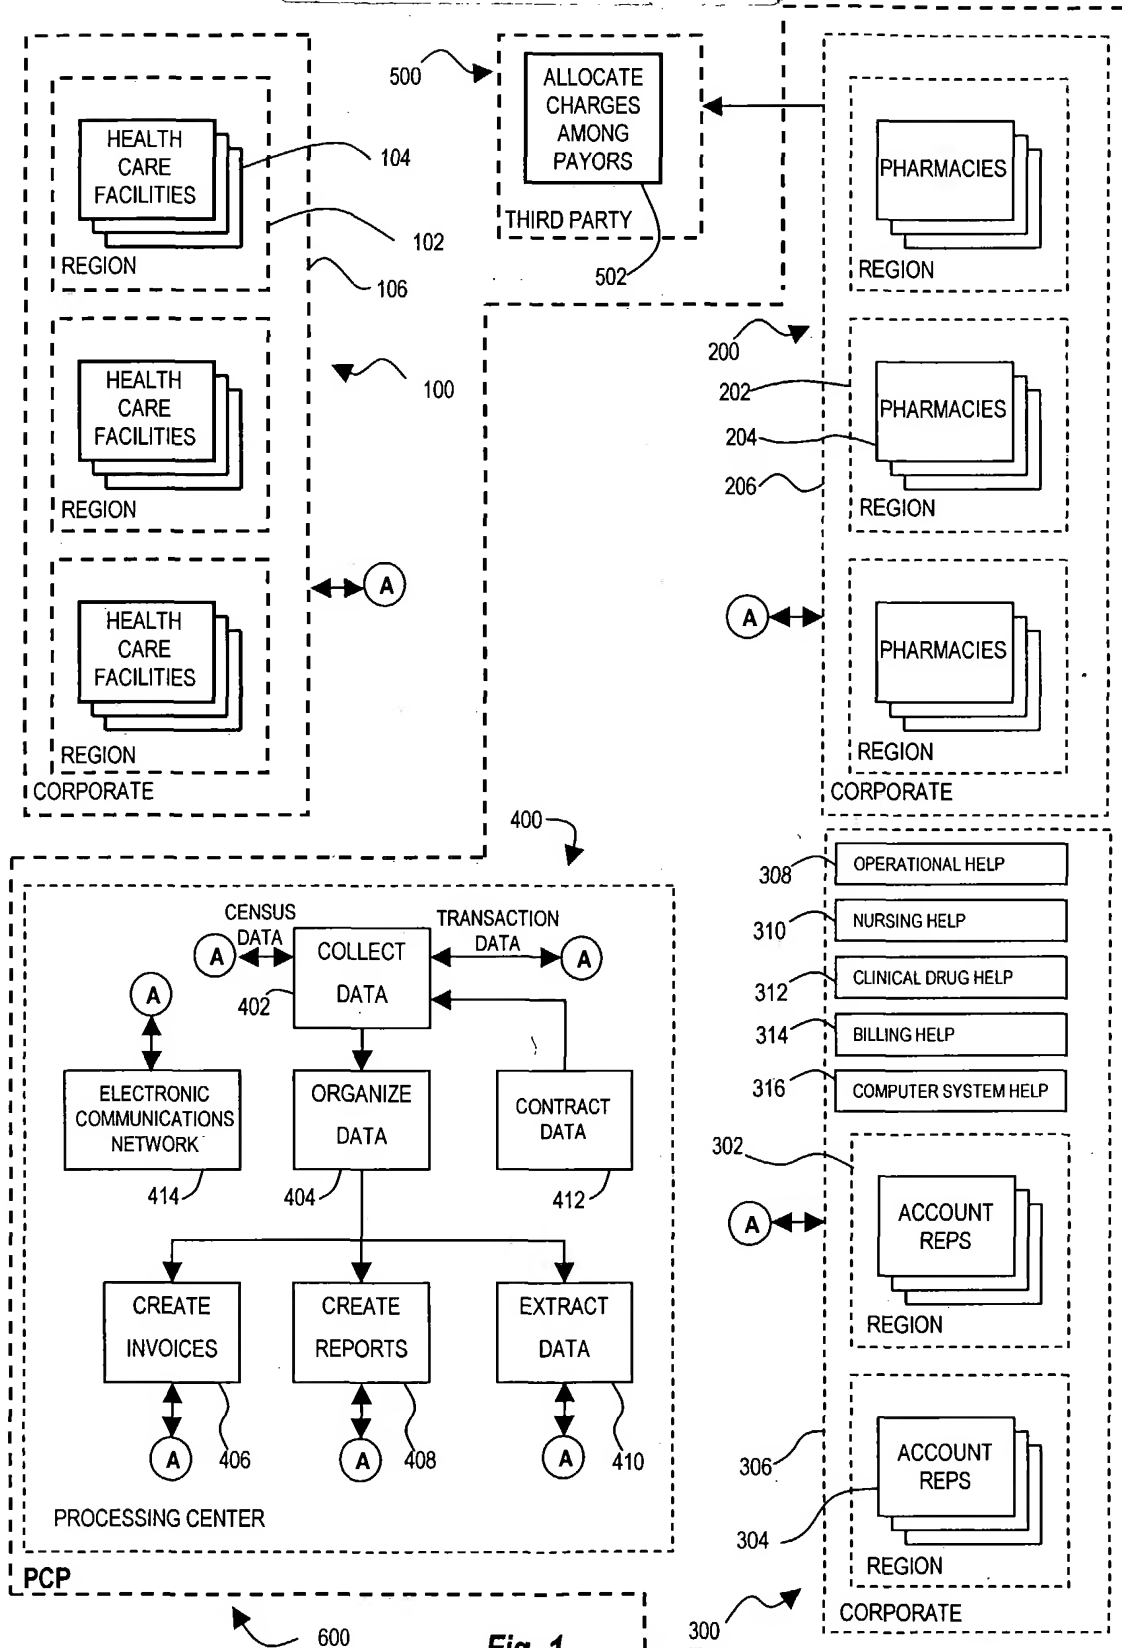 500
ALLOCATE
CHARGES
AMONG
PAYORS
THIRD PARTY
502
HEALTH
CARE
FACILITIES
REGION
104
102
106
HEALTH
CARE
FACILITIES
REGION
100
HEALTH
CARE
FACILITIES
REGION
CORPORATE
A
PHARMACIES
REGION
200
202
204
206
PHARMACIES
REGION
A
PHARMACIES
REGION
CORPORATE
400
CENSUS
DATA
TRANSACTION
DATA
A
COLLECT
DATA
A
402
A
ELECTRONIC
COMMUNICATIONS
NETWORK
414
ORGANIZE
DATA
404
CONTRACT
DATA
412
CREATE
INVOICES
406
A
CREATE
REPORTS
408
A
EXTRACT
DATA
410
A
PROCESSING CENTER
PCP
600
308
OPERATIONAL HELP
310
NURSING HELP
312
CLINICAL DRUG HELP
314
BILLING HELP
316
COMPUTER SYSTEM HELP
302
A
ACCOUNT
REPS
REGION
306
ACCOUNT
REPS
304
REGION
CORPORATE
300
Fig. 1